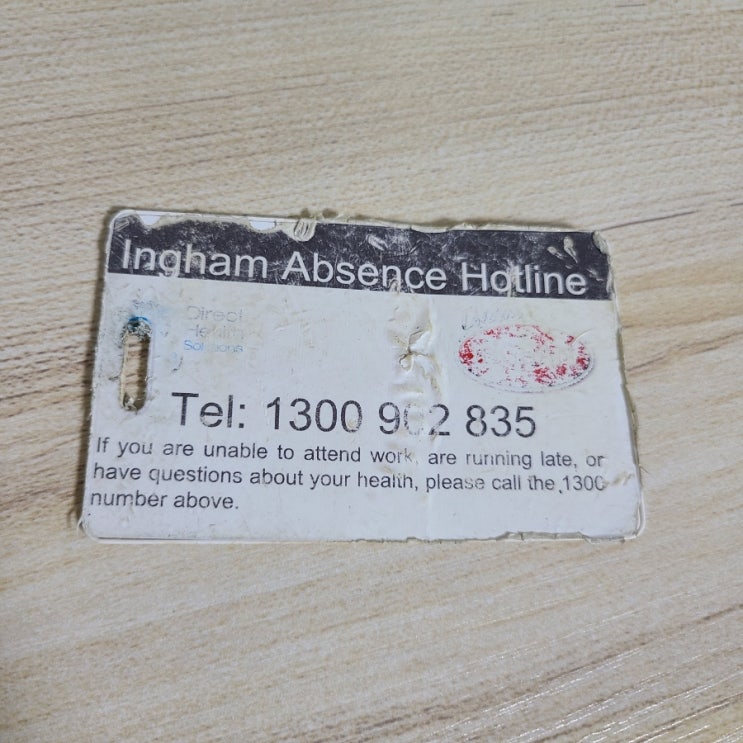 Ingham Absence Hotline
Direct
Health
Solutions
Tel: 1300 902 835
If you are unable to attend work, are running late, or
have questions about your health, please call the 1300
number above.